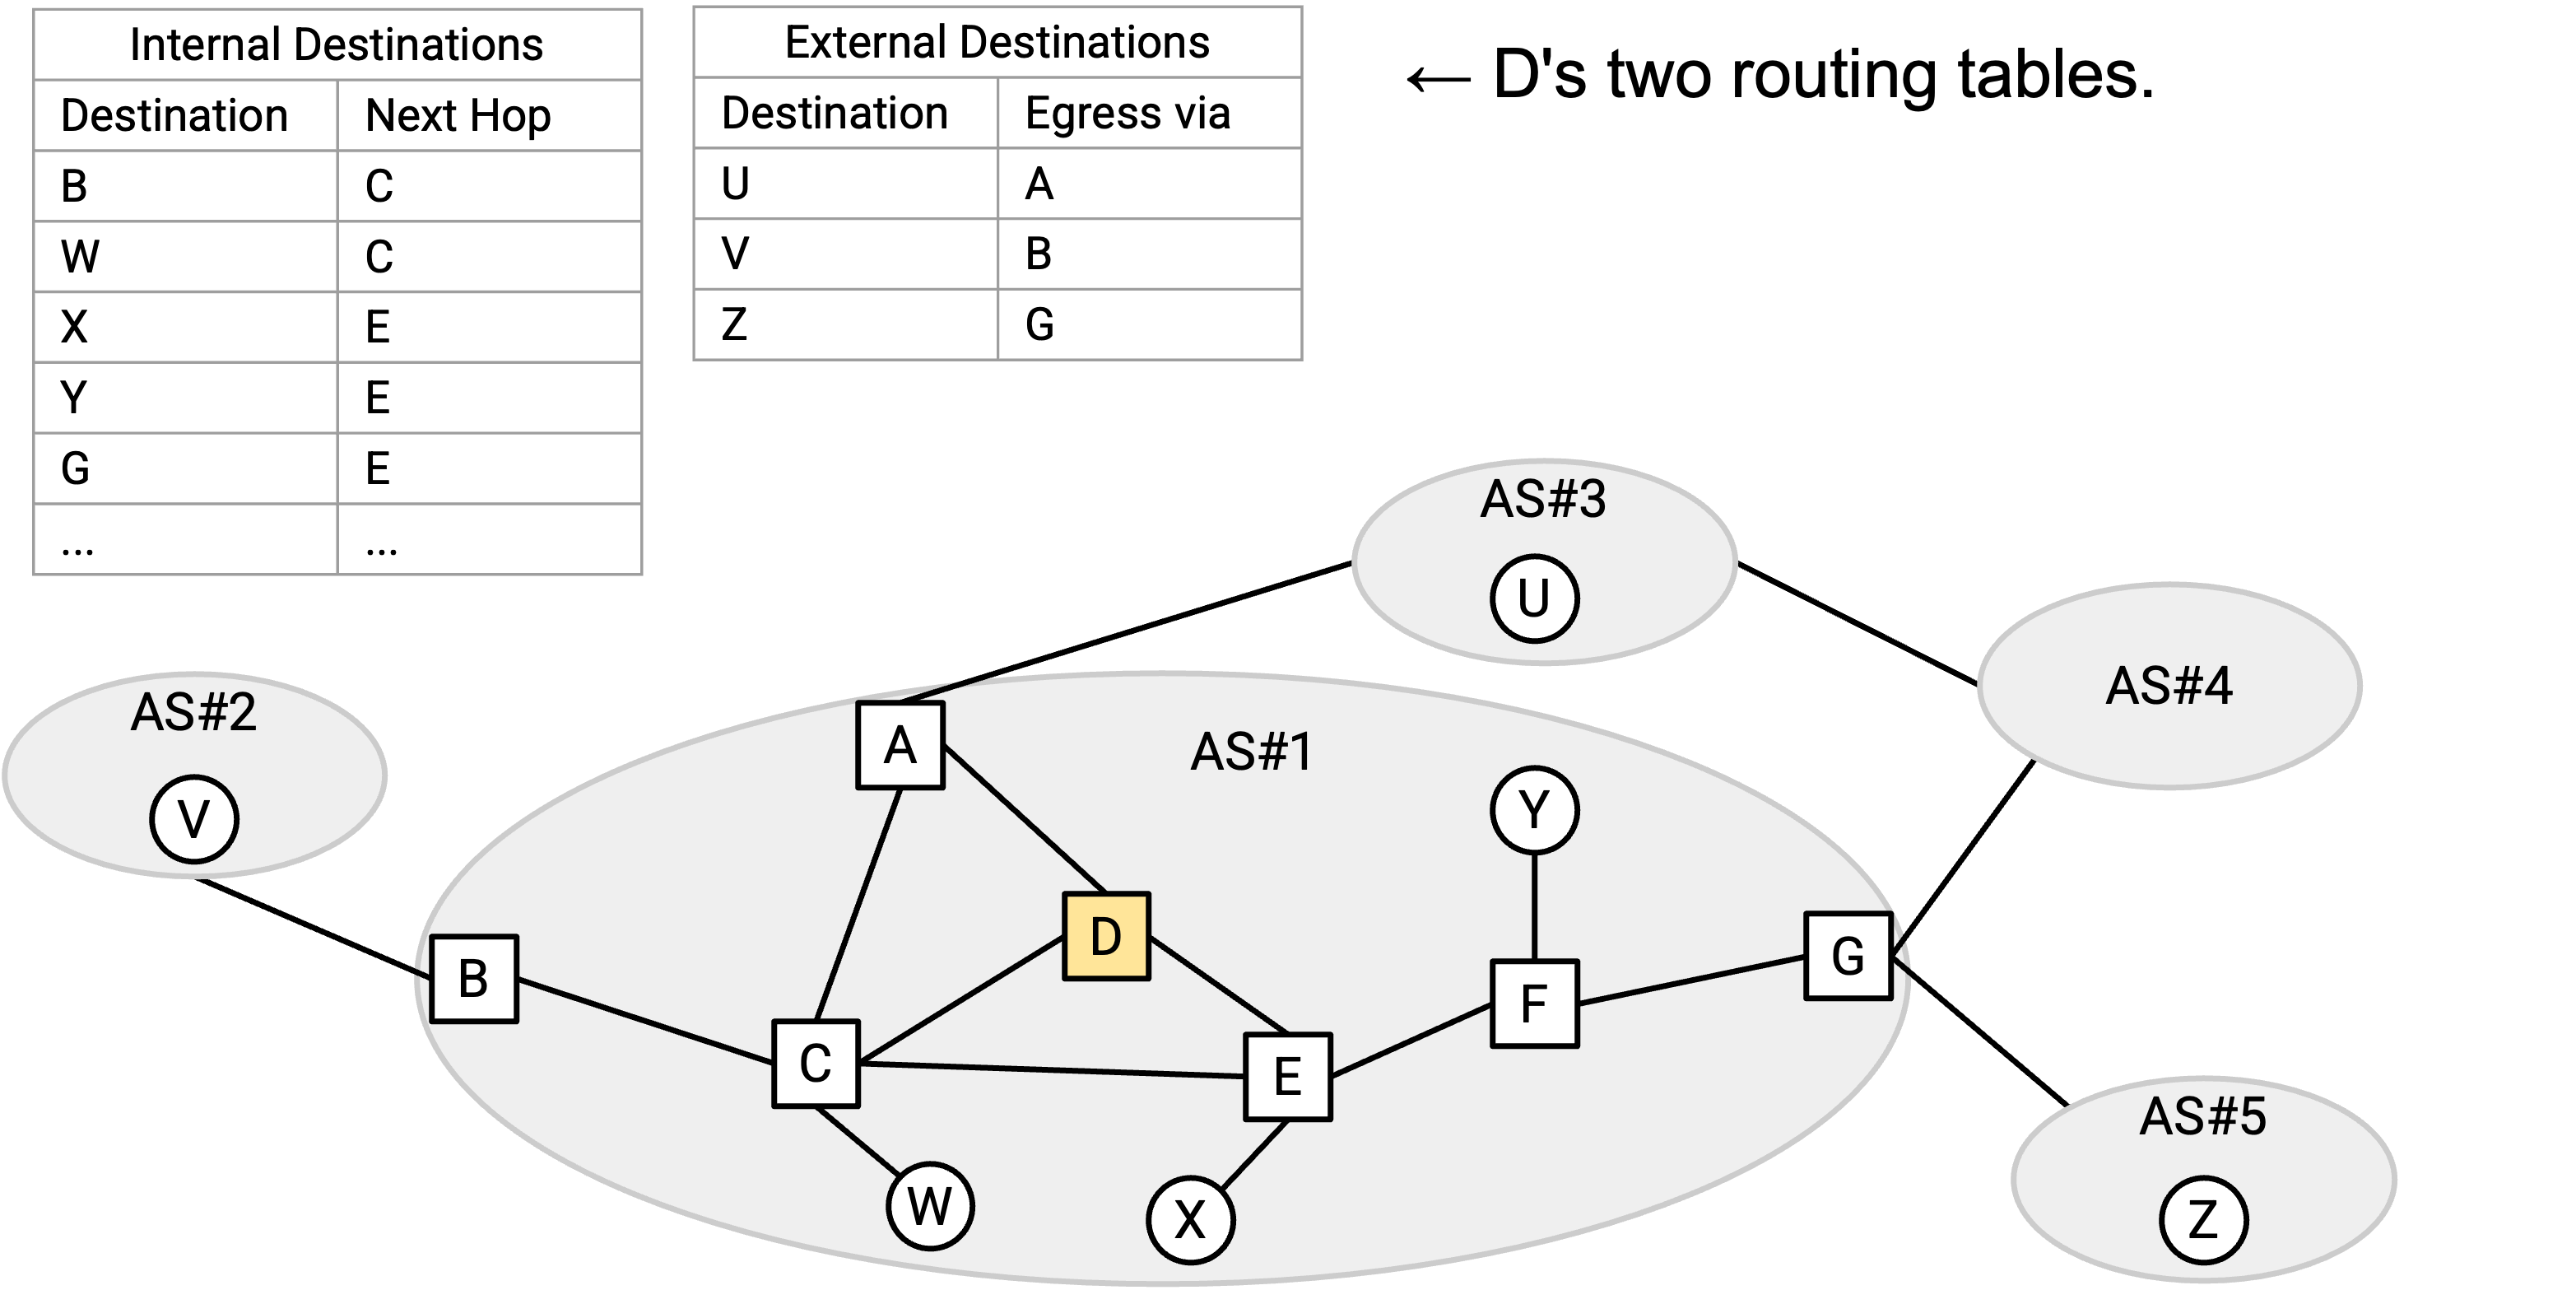 Internal Destinations
Destination Next Hop
B C
W C
X E
Y E
G E
... ...
External Destinations
Destination Egress via
U A
V B
Z G
← D's two routing tables.
AS#3
U
AS#4
AS#2
V
A
AS#1
Y
D
B
G
F
C
E
W
X
AS#5
Z